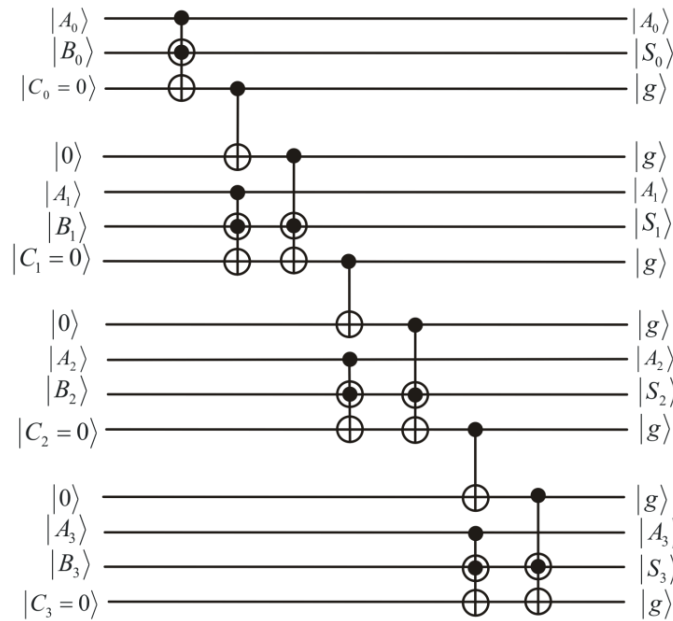 |A₀⟩ |A₀⟩
|B₀⟩ |S₀⟩
|C₀ = 0⟩ |g⟩
|0⟩ |g⟩
|A₁⟩ |A₁⟩
|B₁⟩ |S₁⟩
|C₁ = 0⟩ |g⟩
|0⟩ |g⟩
|A₂⟩ |A₂⟩
|B₂⟩ |S₂⟩
|C₂ = 0⟩ |g⟩
|0⟩ |g⟩
|A₃⟩ |A₃⟩
|B₃⟩ |S₃⟩
|C₃ = 0⟩ |g⟩